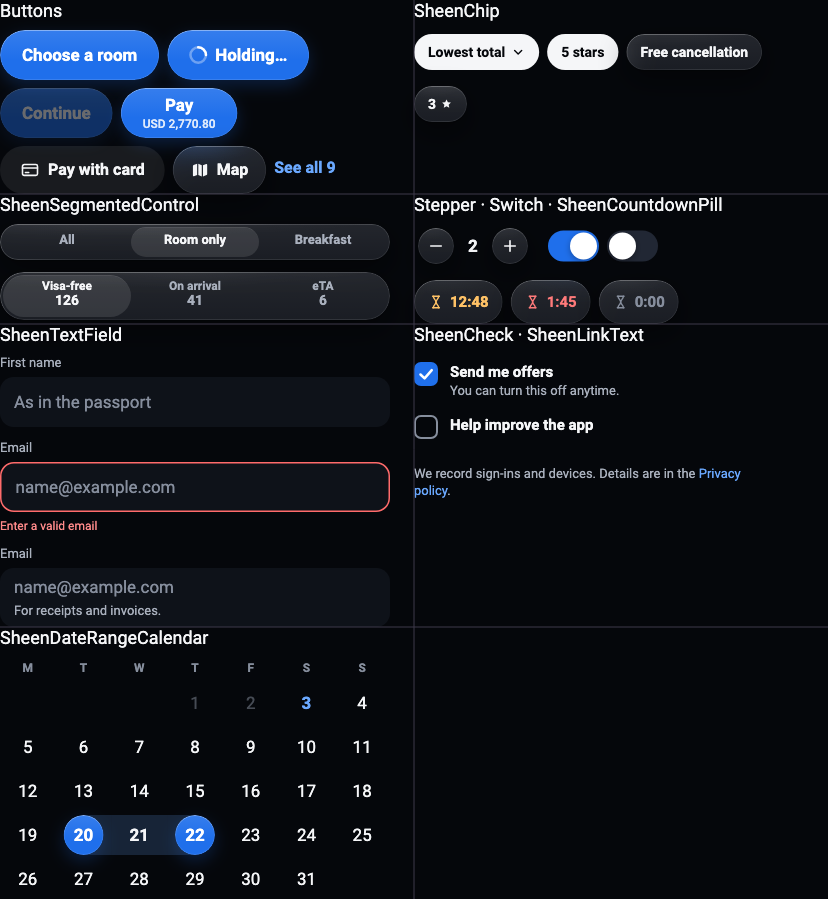 Buttons
Choose a room
Holding...
Continue
Pay
USD 2,770.80
Pay with card
Map
See all 9
SheenChip
Lowest total
5 stars
Free cancellation
3 ★
SheenSegmentedControl
All Room only Breakfast
Visa-free On arrival eTA
126 41 6
Stepper · Switch · SheenCountdownPill
− 2 +
12:48 1:45 0:00
SheenTextField
First name
As in the passport
Email
name@example.com
Enter a valid email
Email
name@example.com
For receipts and invoices.
SheenCheck · SheenLinkText
Send me offers
You can turn this off anytime.
Help improve the app
We record sign-ins and devices. Details are in the Privacy
policy.
SheenDateRangeCalendar
M T W T F S S
1 2 3 4
5 6 7 8 9 10 11
12 13 14 15 16 17 18
19 20 21 22 23 24 25
26 27 28 29 30 31